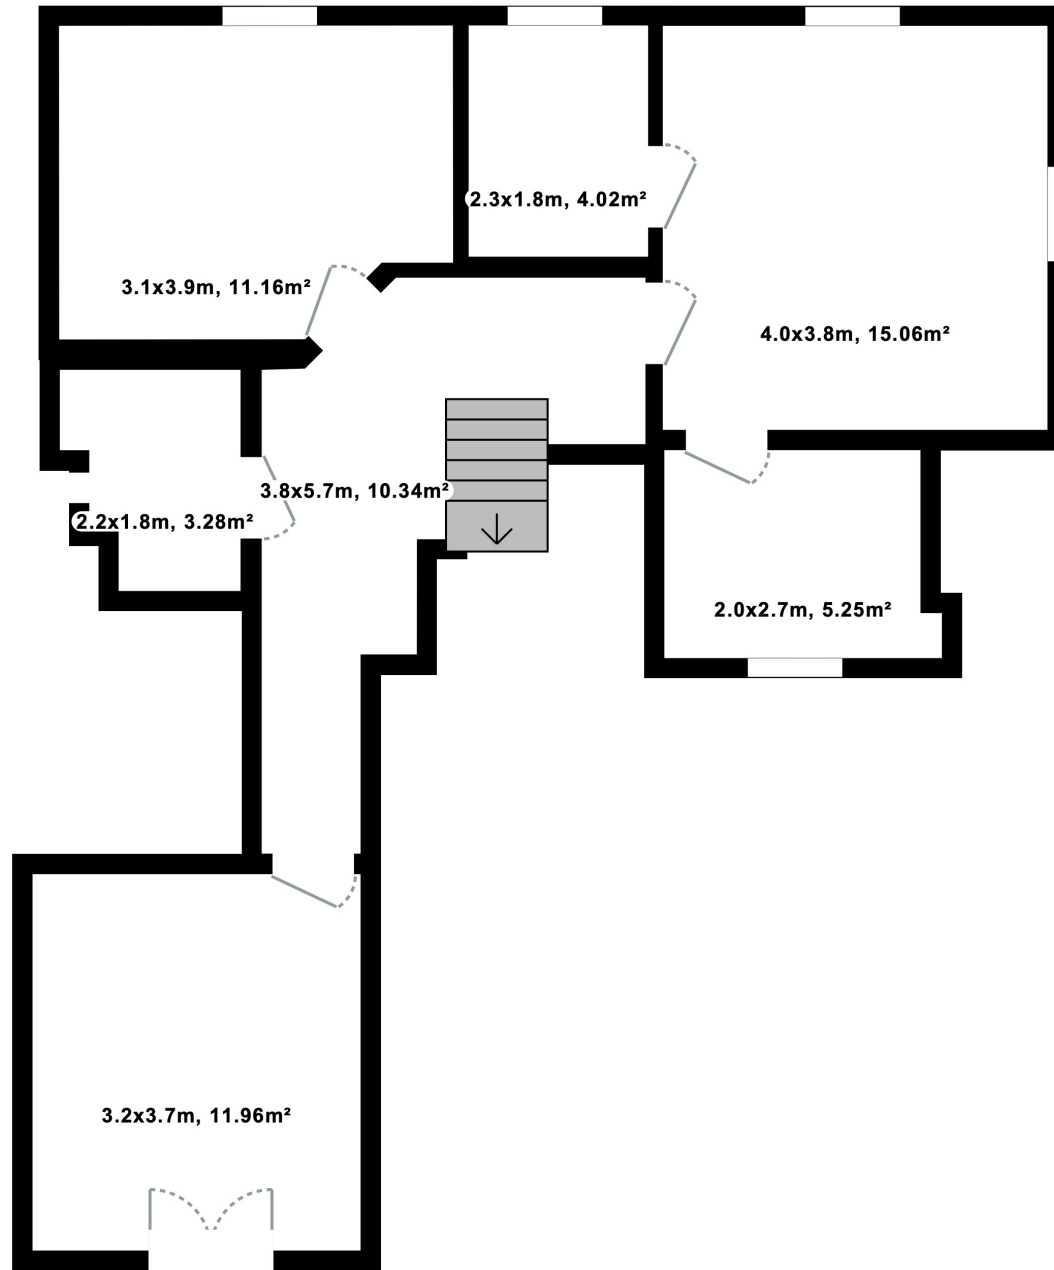 2.3x1.8m, 4.02m²
3.1x3.9m, 11.16m²
4.0x3.8m, 15.06m²
3.8x5.7m, 10.34m²
2.2x1.8m, 3.28m²
2.0x2.7m, 5.25m²
3.2x3.7m, 11.96m²